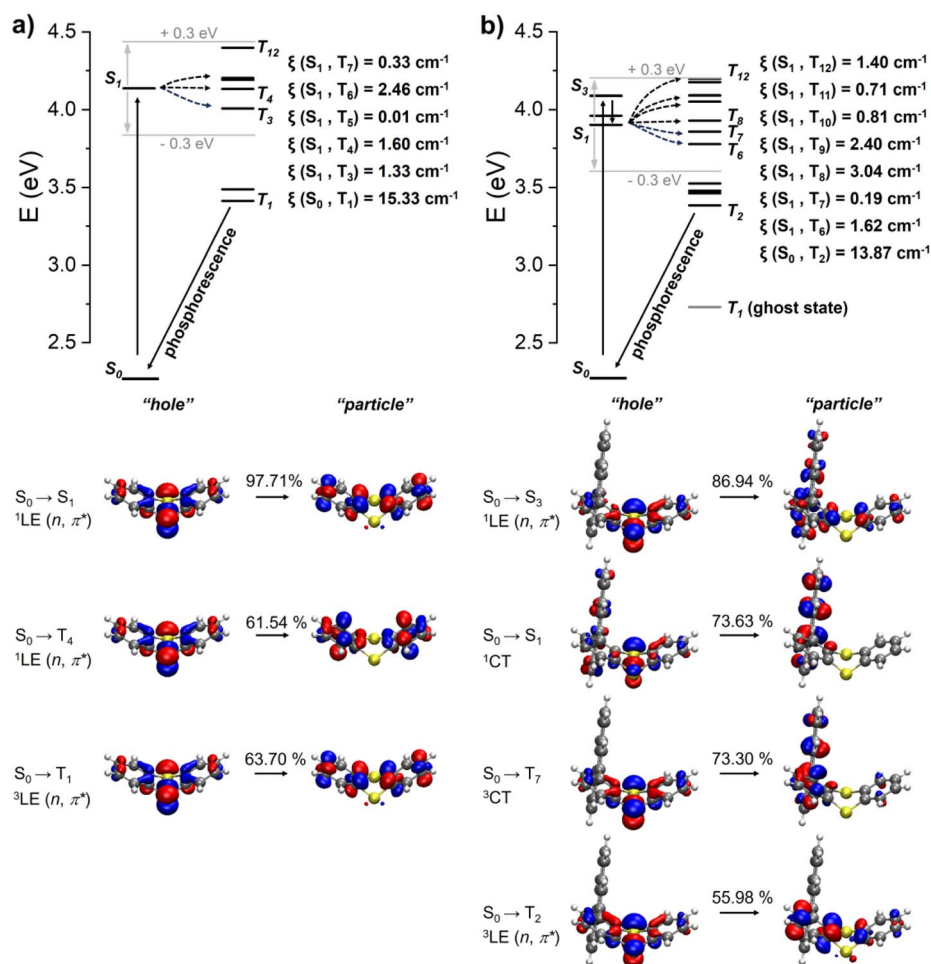 a)
E (eV)
4.5
4.0
3.5
3.0
2.5
+ 0.3 eV
- 0.3 eV
S1
S0
T12
T4
T3
T1
phosphorescence
ξ (S1 , T7) = 0.33 cm-1
ξ (S1 , T6) = 2.46 cm-1
ξ (S1 , T5) = 0.01 cm-1
ξ (S1 , T4) = 1.60 cm-1
ξ (S1 , T3) = 1.33 cm-1
ξ (S0 , T1) = 15.33 cm-1
b)
E (eV)
4.5
4.0
3.5
3.0
2.5
+ 0.3 eV
- 0.3 eV
S3
S1
S0
T12
T8
T7
T6
T2
T1 (ghost state)
phosphorescence
ξ (S1 , T12) = 1.40 cm-1
ξ (S1 , T11) = 0.71 cm-1
ξ (S1 , T10) = 0.81 cm-1
ξ (S1 , T9) = 2.40 cm-1
ξ (S1 , T8) = 3.04 cm-1
ξ (S1 , T7) = 0.19 cm-1
ξ (S1 , T6) = 1.62 cm-1
ξ (S0 , T2) = 13.87 cm-1
"hole"
"particle"
S0 → S1
1LE (n, π*)
97.71%
S0 → T4
1LE (n, π*)
61.54 %
S0 → T1
3LE (n, π*)
63.70 %
"hole"
"particle"
S0 → S3
1LE (n, π*)
86.94 %
S0 → S1
1CT
73.63 %
S0 → T7
3CT
73.30 %
S0 → T2
3LE (n, π*)
55.98 %